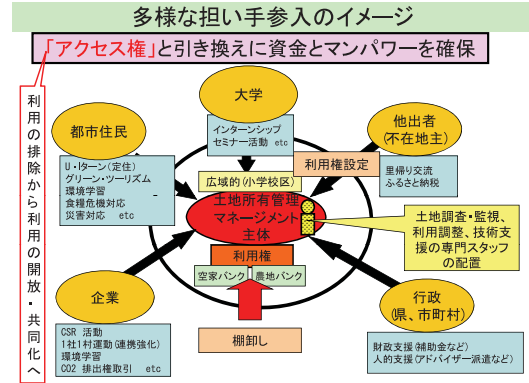 多様な担い手参入のイメージ
「アクセス権」と引き換えに資金とマンパワーを確保
利用の排除から利用の開放・共同化へ
大学
インターンシップ
セミナー活動 etc
都市住民
U・Iターン（定住）
グリーン・ツーリズム
環境学習
食糧危機対応
災害対応 etc
他出者
(不在地主)
利用権設定
里帰り交流
ふるさと納税
広域的（小学校区）
土地所有管理
マネージメント
主体
利用権
空家バンク
農地バンク
棚卸し
土地調査・監視、
利用調整、技術支
援の専門スタッフ
の配置
企業
CSR 活動
1社1村運動（連携強化）
環境学習
CO2 排出権取引 etc
行政
（県、市町村）
財政支援（補助金など）
人的支援（アドバイザー派遣など）